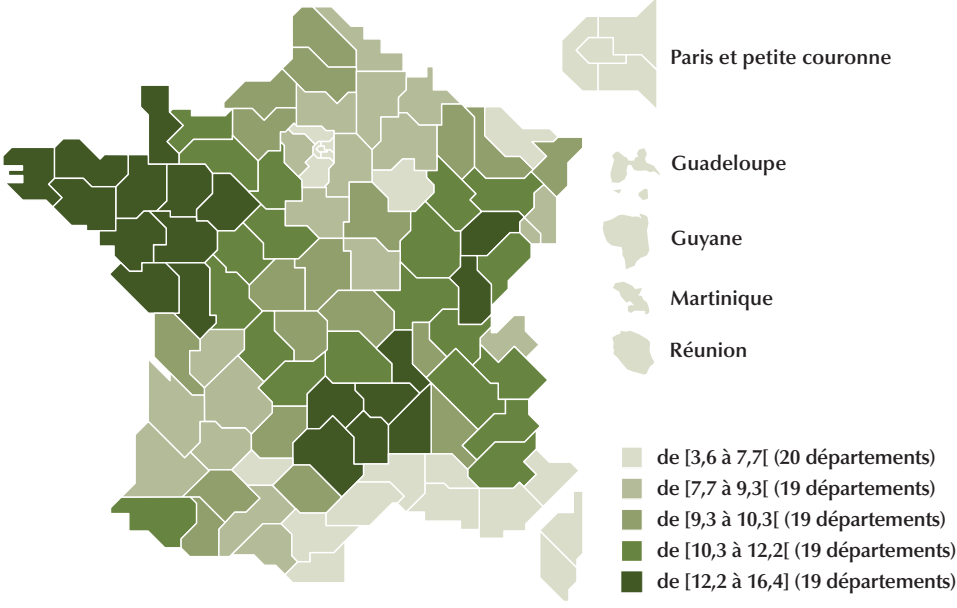 Paris et petite couronne
Guadeloupe
Guyane
Martinique
Réunion
de [3,6 à 7,7[ (20 départements)
de [7,7 à 9,3[ (19 départements)
de [9,3 à 10,3[ (19 départements)
de [10,3 à 12,2[ (19 départements)
de [12,2 à 16,4] (19 départements)